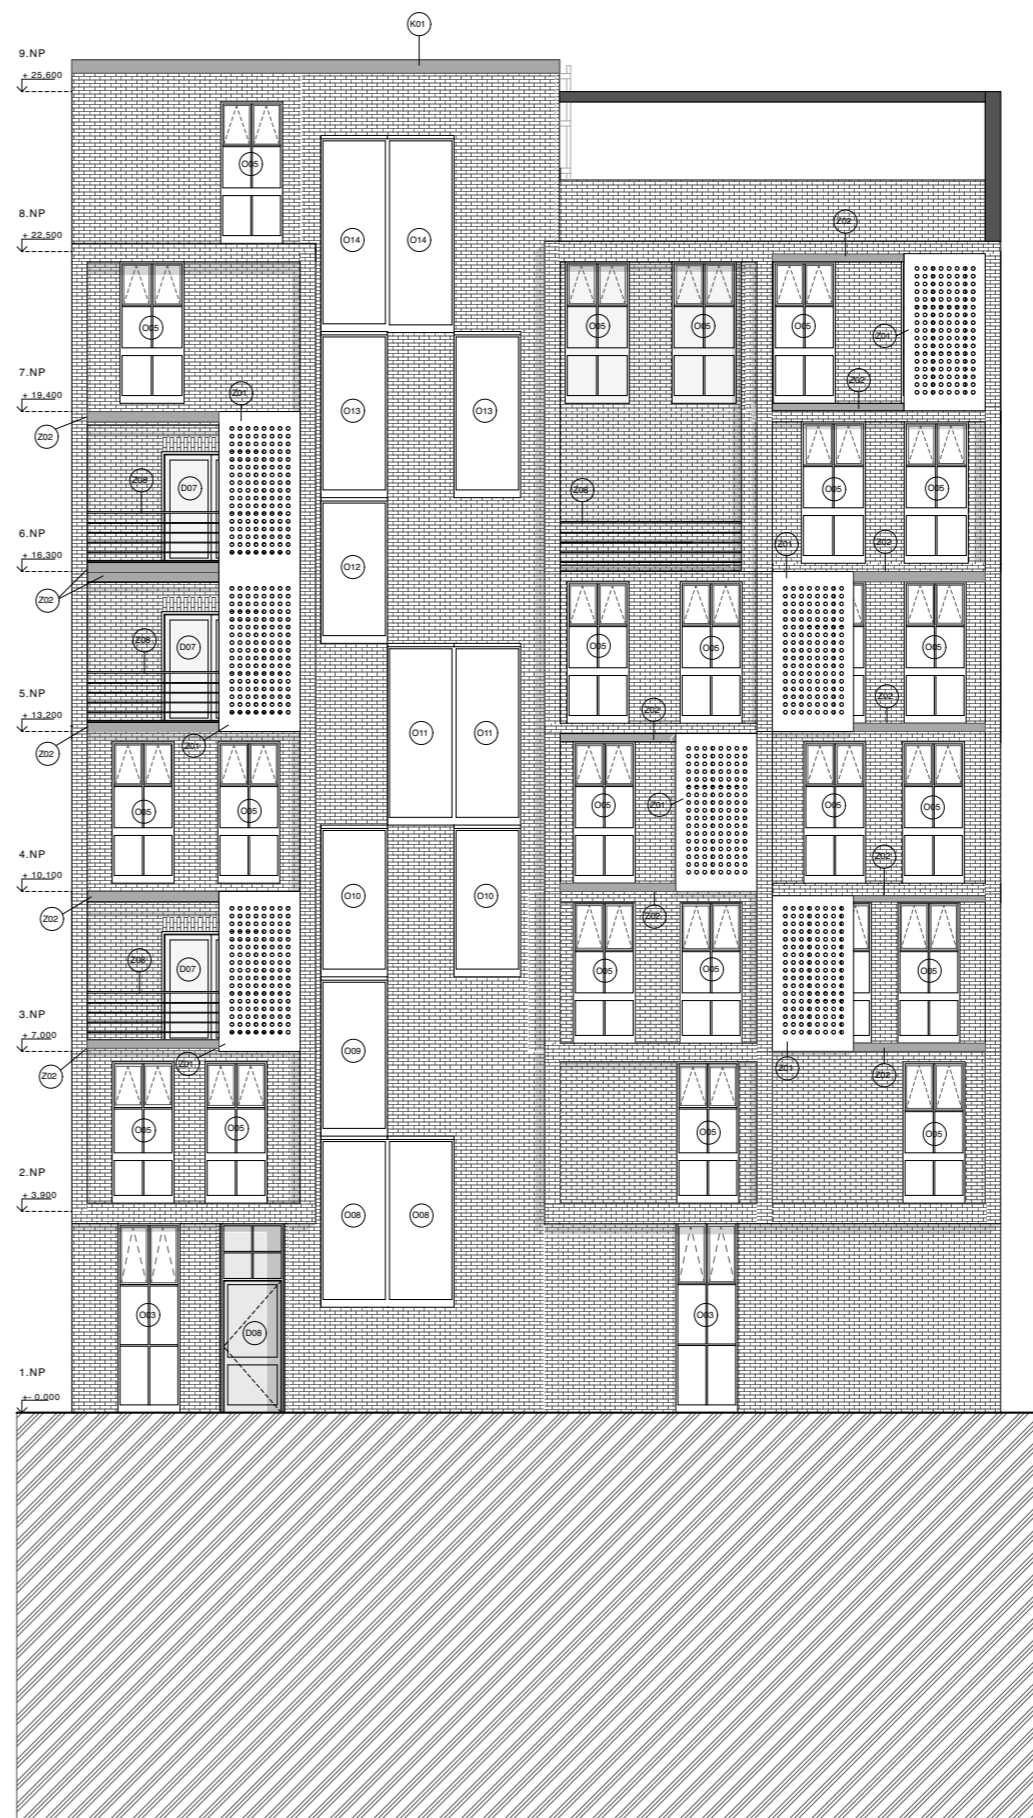 K01
9.NP
+ 25,600
O05
8.NP
+ 22,500
O14 O14
Z02
O05
O05 O05 O05
Z01
7.NP
+ 19,400
Z01
Z02
Z02
O13 O13
Z08
D07
Z08
O05 O05
6.NP
+ 16,300
Z01
Z02
O12
Z02
Z08
D07
O05 O05
O05
5.NP
+ 13,200
Z02
Z02
O11 O11
Z01
Z02
O05 O05
O05
Z01
O05 O05
4.NP
+ 10,100
Z02
O10 O10
Z02
Z02
Z08
D07
O05 O05
O05
3.NP
+ 7,000
O09
Z01
Z02
Z01
Z02
O05 O05
O05 O05
2.NP
+ 3,900
O08 O08
O03
D08
O03
1.NP
+- 0,000